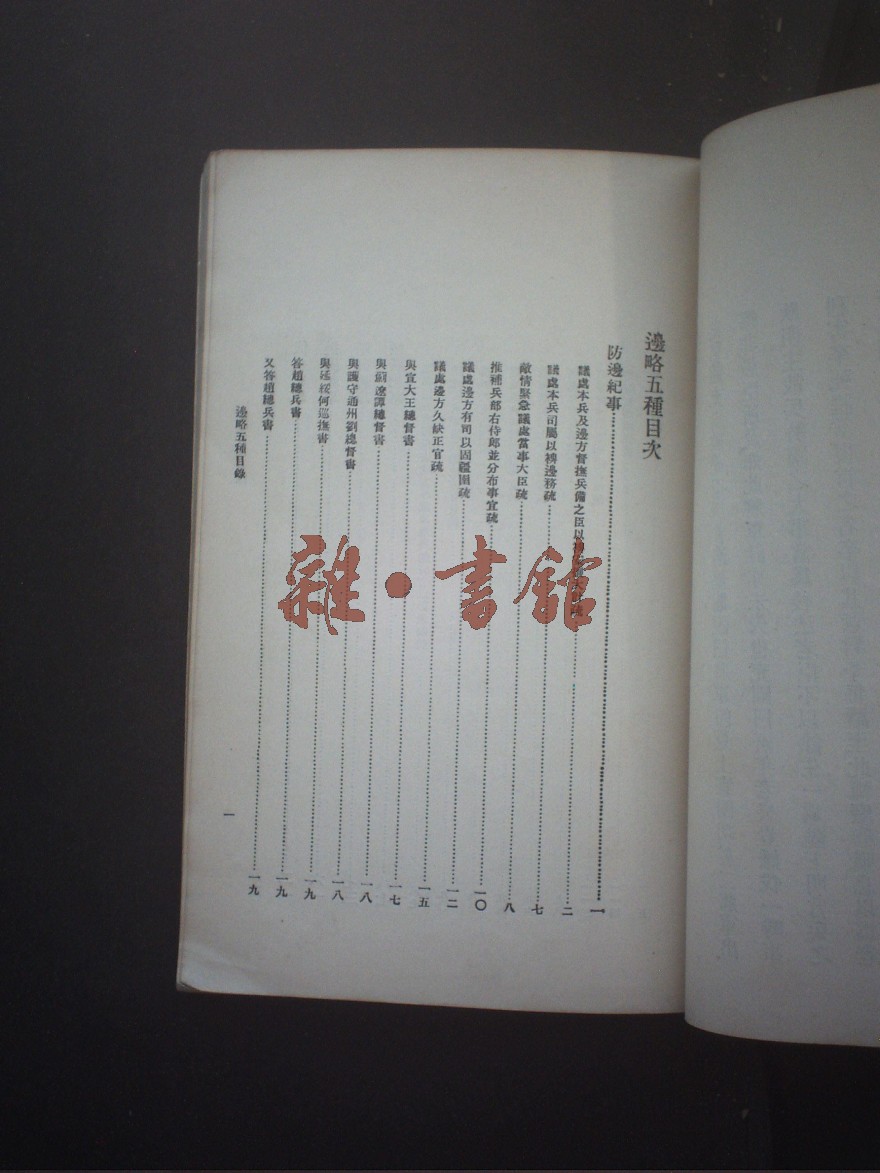 邊略五種目次
防邊紀事…一
議處本兵及邊方督撫兵備之臣以…疏…二
議處本兵司屬以裨邊務疏…七
敵情緊急議處當事大臣疏…八
推補兵部右侍郎並分布事宜疏…一〇
議處邊方有司以固疆圉疏…一二
議處邊方久缺正官疏…一五
與宣大王總督書…一七
與薊遼譚總督書…一八
與護守通州劉總督書…一八
與延綏何巡撫書…一九
答趙總兵書…一九
又答趙總兵書…一九
邊略五種目錄
一
雜·書館